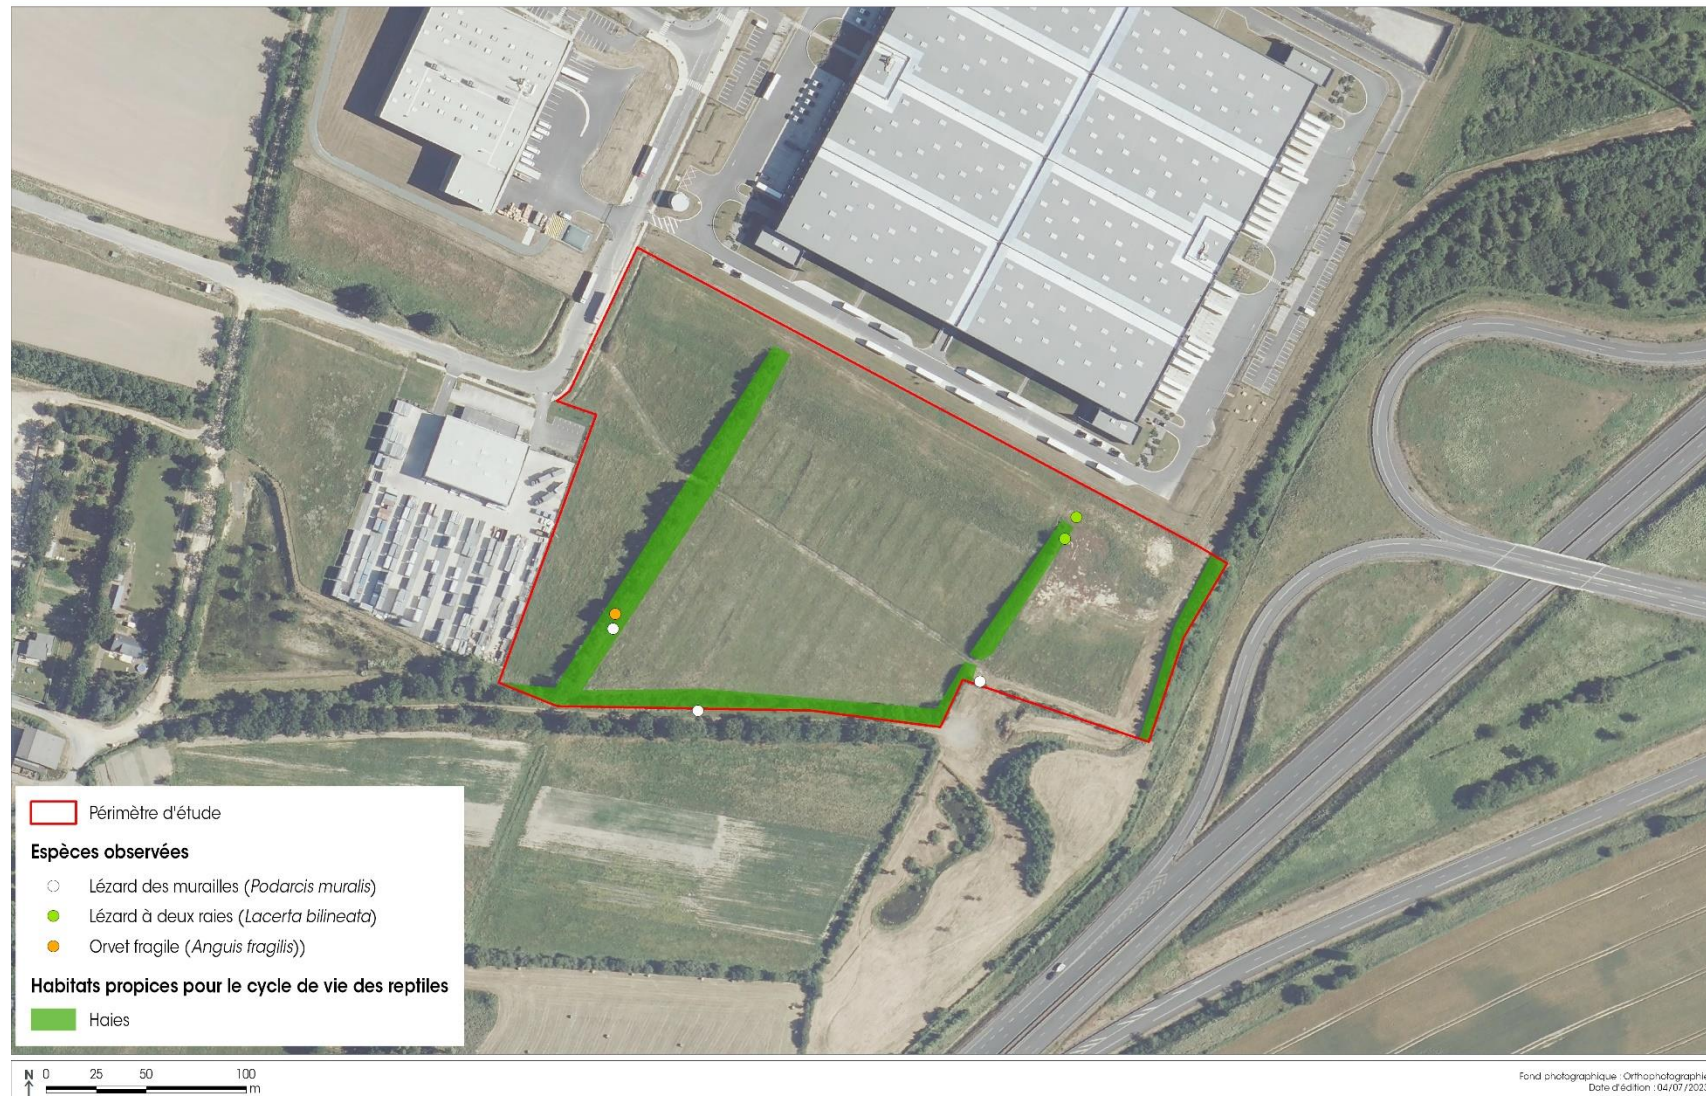 Périmètre d'étude
Espèces observées
Lézard des murailles (Podarcis muralis)
Lézard à deux raies (Lacerta bilineata)
Orvet fragile (Anguis fragilis))
Habitats propices pour le cycle de vie des reptiles
Haies
N 0 25 50 100
m
Fond photographique : Orthophotographie
Date d'édition : 04/07/2023